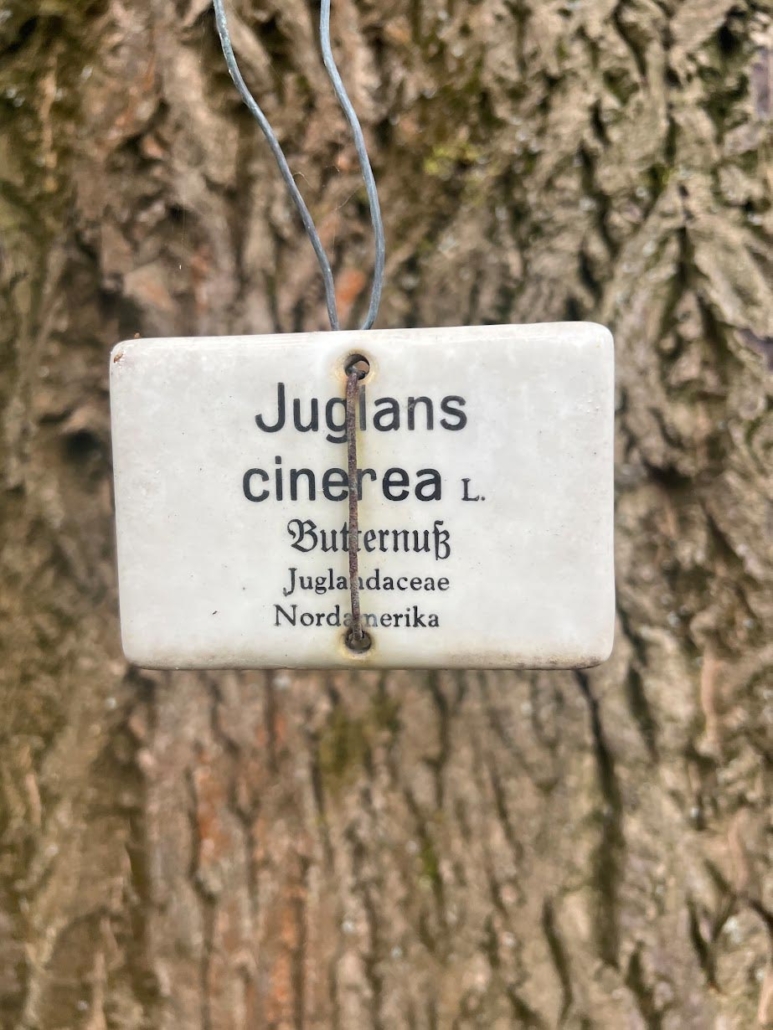 Juglans
cinerea L.
Butternuß
Juglandaceae
Nordamerika